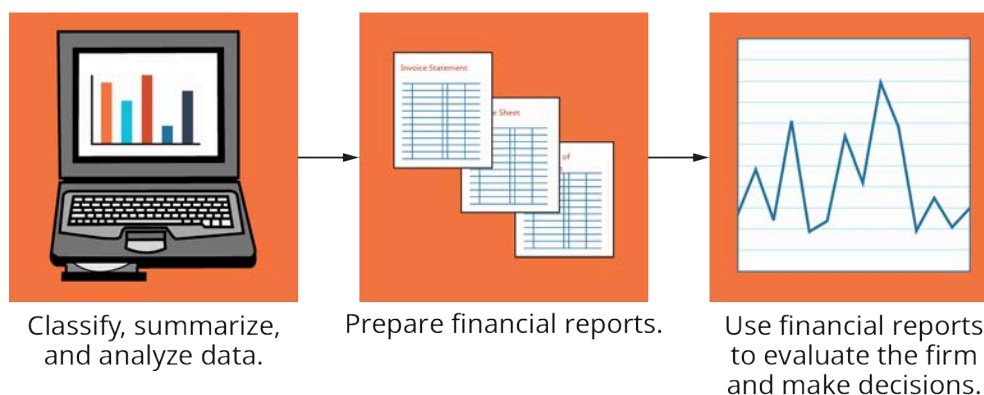 Invoice Statement
Sheet
of
Classify, summarize,
and analyze data.
Prepare financial reports.
Use financial reports
to evaluate the firm
and make decisions.